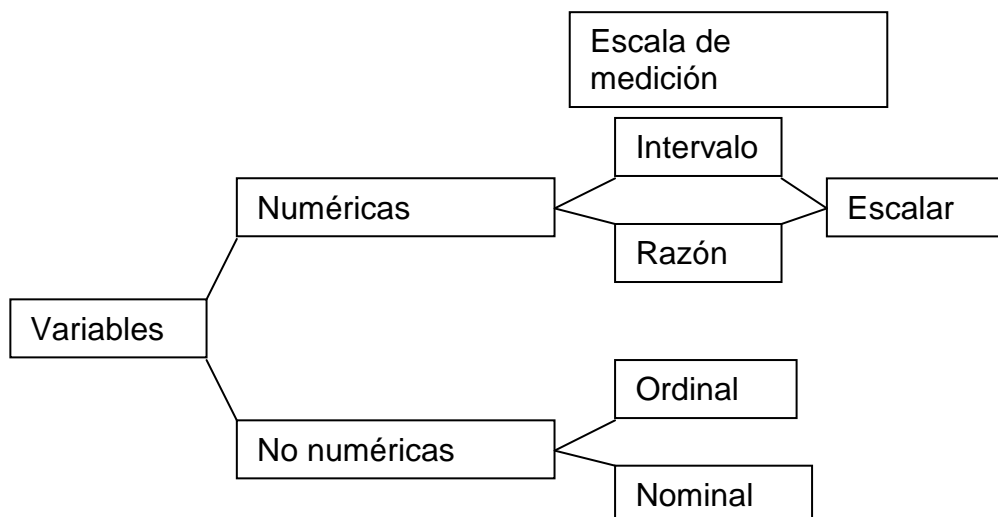 Escala de
medición
Intervalo
Numéricas
Escalar
Razón
Variables
Ordinal
No numéricas
Nominal